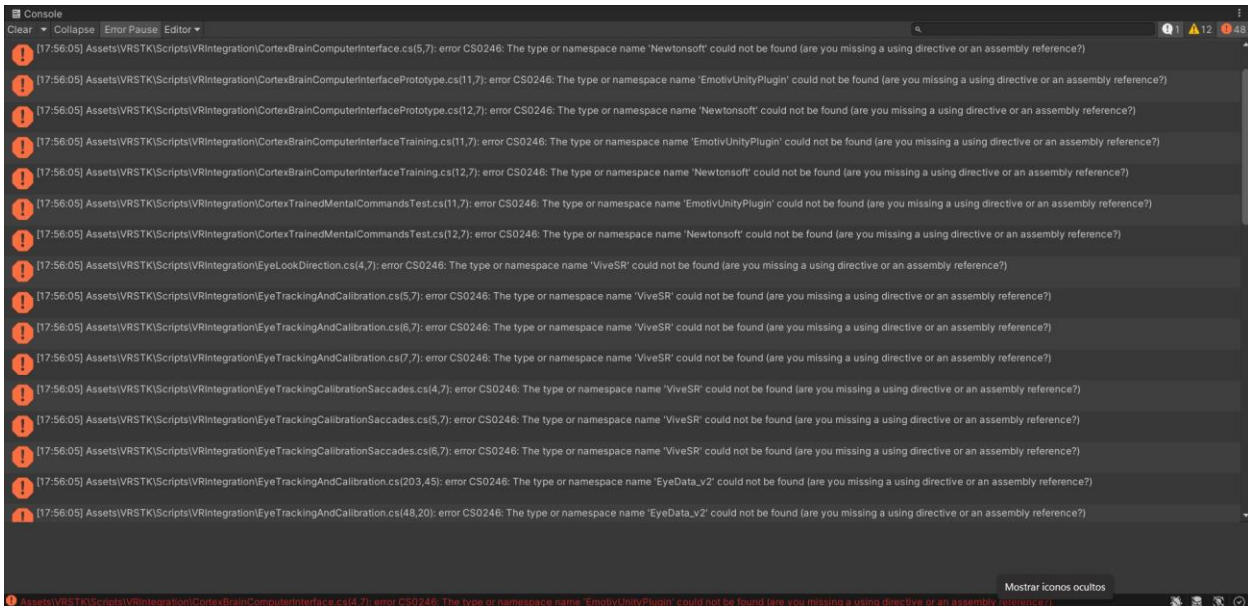 Console
Clear Collapse Error Pause Editor 1 12 48
[17:56:05] Assets\VRSTK\Scripts\VRIntegration\CortexBrainComputerInterface.cs(5,7): error CS0246: The type or namespace name 'Newtonsoft' could not be found (are you missing a using directive or an assembly reference?)
[17:56:05] Assets\VRSTK\Scripts\VRIntegration\CortexBrainComputerInterfacePrototype.cs(11,7): error CS0246: The type or namespace name 'EmotivUnityPlugin' could not be found (are you missing a using directive or an assembly reference?)
[17:56:05] Assets\VRSTK\Scripts\VRIntegration\CortexBrainComputerInterfacePrototype.cs(12,7): error CS0246: The type or namespace name 'Newtonsoft' could not be found (are you missing a using directive or an assembly reference?)
[17:56:05] Assets\VRSTK\Scripts\VRIntegration\CortexBrainComputerInterfaceTraining.cs(11,7): error CS0246: The type or namespace name 'EmotivUnityPlugin' could not be found (are you missing a using directive or an assembly reference?)
[17:56:05] Assets\VRSTK\Scripts\VRIntegration\CortexBrainComputerInterfaceTraining.cs(12,7): error CS0246: The type or namespace name 'Newtonsoft' could not be found (are you missing a using directive or an assembly reference?)
[17:56:05] Assets\VRSTK\Scripts\VRIntegration\CortexTrainedMentalCommandsTest.cs(11,7): error CS0246: The type or namespace name 'EmotivUnityPlugin' could not be found (are you missing a using directive or an assembly reference?)
[17:56:05] Assets\VRSTK\Scripts\VRIntegration\CortexTrainedMentalCommandsTest.cs(12,7): error CS0246: The type or namespace name 'Newtonsoft' could not be found (are you missing a using directive or an assembly reference?)
[17:56:05] Assets\VRSTK\Scripts\VRIntegration\EyeLookDirection.cs(4,7): error CS0246: The type or namespace name 'ViveSR' could not be found (are you missing a using directive or an assembly reference?)
[17:56:05] Assets\VRSTK\Scripts\VRIntegration\EyeTrackingAndCalibration.cs(5,7): error CS0246: The type or namespace name 'ViveSR' could not be found (are you missing a using directive or an assembly reference?)
[17:56:05] Assets\VRSTK\Scripts\VRIntegration\EyeTrackingAndCalibration.cs(6,7): error CS0246: The type or namespace name 'ViveSR' could not be found (are you missing a using directive or an assembly reference?)
[17:56:05] Assets\VRSTK\Scripts\VRIntegration\EyeTrackingAndCalibration.cs(7,7): error CS0246: The type or namespace name 'ViveSR' could not be found (are you missing a using directive or an assembly reference?)
[17:56:05] Assets\VRSTK\Scripts\VRIntegration\EyeTrackingCalibrationSaccades.cs(4,7): error CS0246: The type or namespace name 'ViveSR' could not be found (are you missing a using directive or an assembly reference?)
[17:56:05] Assets\VRSTK\Scripts\VRIntegration\EyeTrackingCalibrationSaccades.cs(5,7): error CS0246: The type or namespace name 'ViveSR' could not be found (are you missing a using directive or an assembly reference?)
[17:56:05] Assets\VRSTK\Scripts\VRIntegration\EyeTrackingCalibrationSaccades.cs(6,7): error CS0246: The type or namespace name 'ViveSR' could not be found (are you missing a using directive or an assembly reference?)
[17:56:05] Assets\VRSTK\Scripts\VRIntegration\EyeTrackingAndCalibration.cs(203,45): error CS0246: The type or namespace name 'EyeData_v2' could not be found (are you missing a using directive or an assembly reference?)
[17:56:05] Assets\VRSTK\Scripts\VRIntegration\EyeTrackingAndCalibration.cs(48,20): error CS0246: The type or namespace name 'EyeData_v2' could not be found (are you missing a using directive or an assembly reference?)
Mostrar iconos ocultos
Assets\VRSTK\Scripts\VRIntegration\CortexBrainComputerInterface.cs(4,7): error CS0246: The type or namespace name 'EmotivUnityPlugin' could not be found (are you missing a using directive or an assembly reference?)